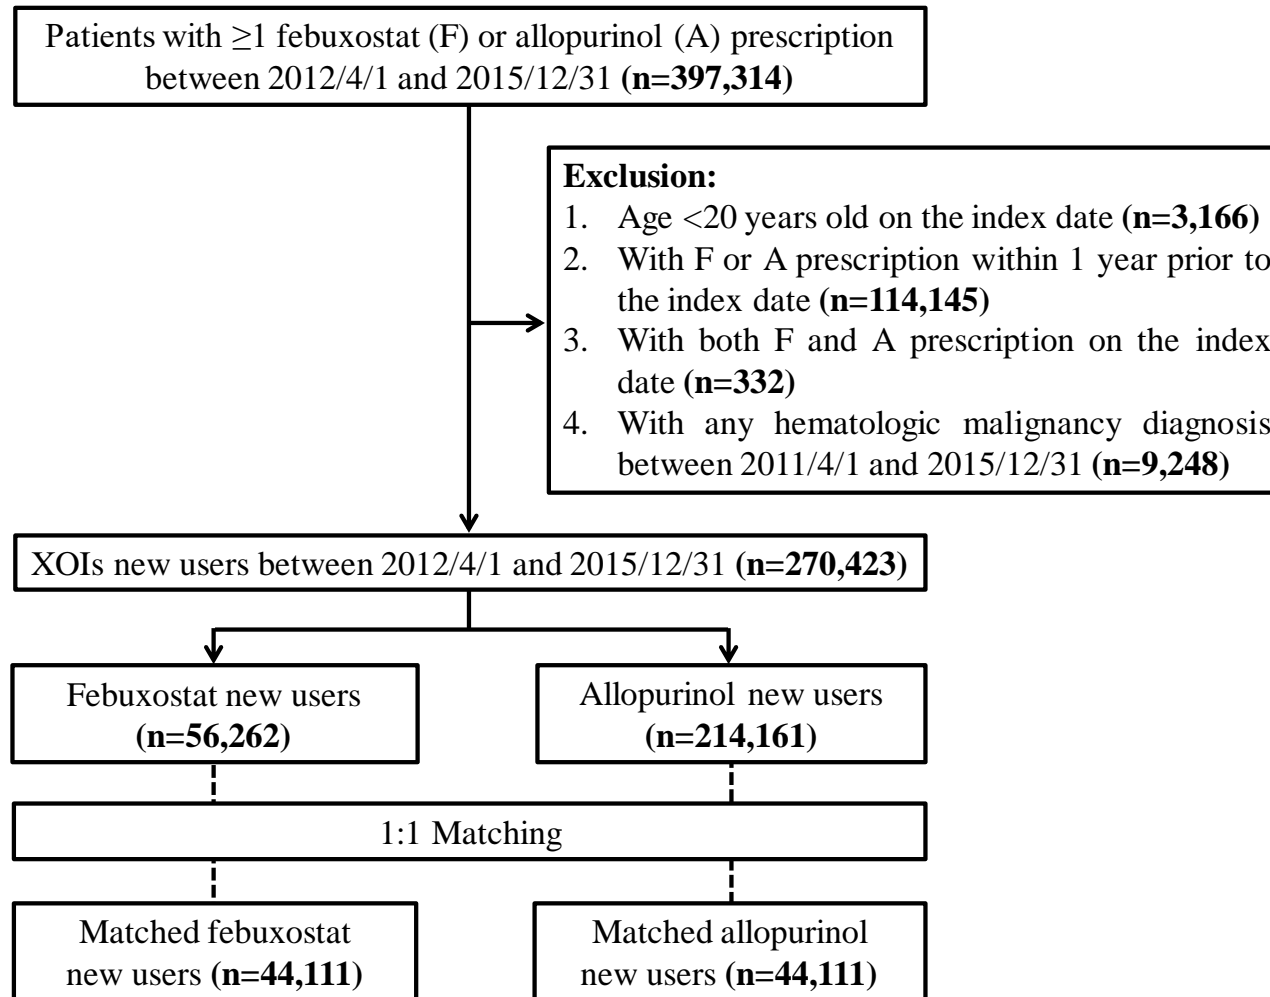 Patients with ≥1 febuxostat (F) or allopurinol (A) prescription
between 2012/4/1 and 2015/12/31 (n=397,314)
Exclusion:
1. Age <20 years old on the index date (n=3,166)
2. With F or A prescription within 1 year prior to
the index date (n=114,145)
3. With both F and A prescription on the index
date (n=332)
4. With any hematologic malignancy diagnosis
between 2011/4/1 and 2015/12/31 (n=9,248)
XOIs new users between 2012/4/1 and 2015/12/31 (n=270,423)
Febuxostat new users
(n=56,262)
Allopurinol new users
(n=214,161)
1:1 Matching
Matched febuxostat
new users (n=44,111)
Matched allopurinol
new users (n=44,111)